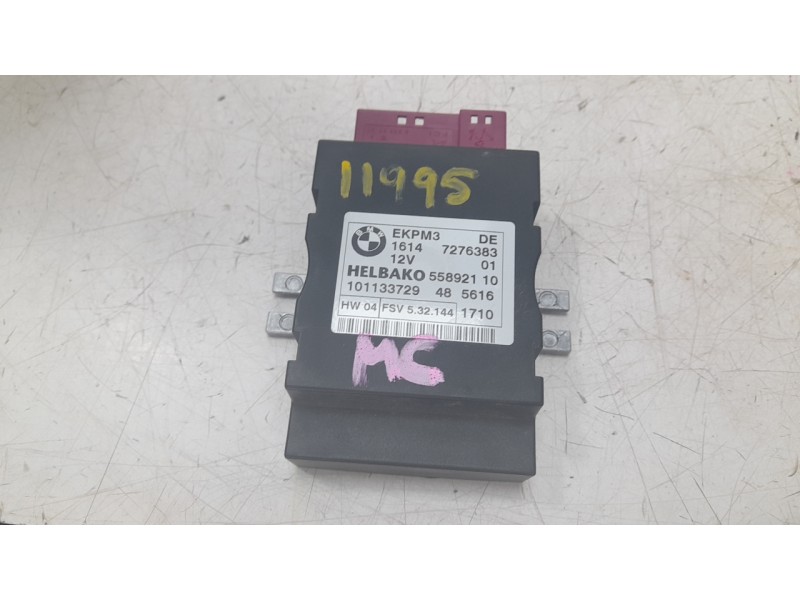 11995
BMW
EKPM3 DE
1614 7276383
12V 01
HELBAKO 558921 10
101133729 48 5616
HW 04 FSV 5.32.144 1710
MC